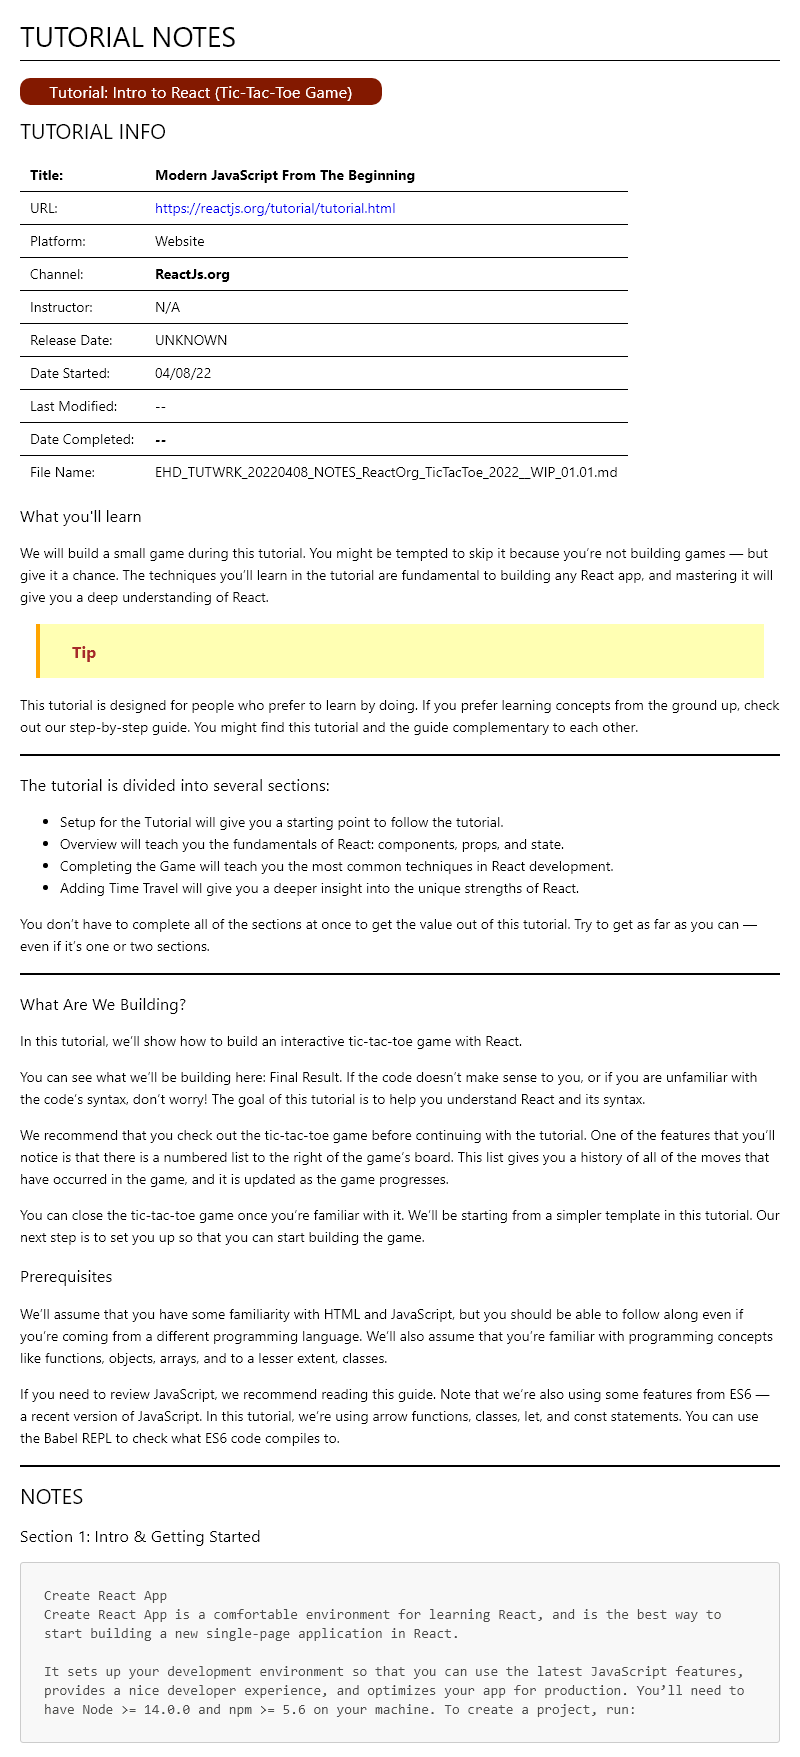 TUTORIAL NOTES
Tutorial: Intro to React (Tic-Tac-Toe Game)
TUTORIAL INFO
Title: Modern JavaScript From The Beginning
URL: https://reactjs.org/tutorial/tutorial.html
Platform: Website
Channel: ReactJs.org
Instructor: N/A
Release Date: UNKNOWN
Date Started: 04/08/22
Last Modified: --
Date Completed: --
File Name: EHD_TUTWRK_20220408_NOTES_ReactOrg_TicTacToe_2022__WIP_01.01.md
What you'll learn
We will build a small game during this tutorial. You might be tempted to skip it because you’re not building games — but
give it a chance. The techniques you’ll learn in the tutorial are fundamental to building any React app, and mastering it will
give you a deep understanding of React.
Tip
This tutorial is designed for people who prefer to learn by doing. If you prefer learning concepts from the ground up, check
out our step-by-step guide. You might find this tutorial and the guide complementary to each other.
The tutorial is divided into several sections:
• Setup for the Tutorial will give you a starting point to follow the tutorial.
• Overview will teach you the fundamentals of React: components, props, and state.
• Completing the Game will teach you the most common techniques in React development.
• Adding Time Travel will give you a deeper insight into the unique strengths of React.
You don’t have to complete all of the sections at once to get the value out of this tutorial. Try to get as far as you can —
even if it’s one or two sections.
What Are We Building?
In this tutorial, we’ll show how to build an interactive tic-tac-toe game with React.
You can see what we’ll be building here: Final Result. If the code doesn’t make sense to you, or if you are unfamiliar with
the code’s syntax, don’t worry! The goal of this tutorial is to help you understand React and its syntax.
We recommend that you check out the tic-tac-toe game before continuing with the tutorial. One of the features that you’ll
notice is that there is a numbered list to the right of the game’s board. This list gives you a history of all of the moves that
have occurred in the game, and it is updated as the game progresses.
You can close the tic-tac-toe game once you’re familiar with it. We’ll be starting from a simpler template in this tutorial. Our
next step is to set you up so that you can start building the game.
Prerequisites
We’ll assume that you have some familiarity with HTML and JavaScript, but you should be able to follow along even if
you’re coming from a different programming language. We’ll also assume that you’re familiar with programming concepts
like functions, objects, arrays, and to a lesser extent, classes.
If you need to review JavaScript, we recommend reading this guide. Note that we’re also using some features from ES6 —
a recent version of JavaScript. In this tutorial, we’re using arrow functions, classes, let, and const statements. You can use
the Babel REPL to check what ES6 code compiles to.
NOTES
Section 1: Intro & Getting Started
Create React App
Create React App is a comfortable environment for learning React, and is the best way to
start building a new single-page application in React.
It sets up your development environment so that you can use the latest JavaScript features,
provides a nice developer experience, and optimizes your app for production. You’ll need to
have Node >= 14.0.0 and npm >= 5.6 on your machine. To create a project, run: